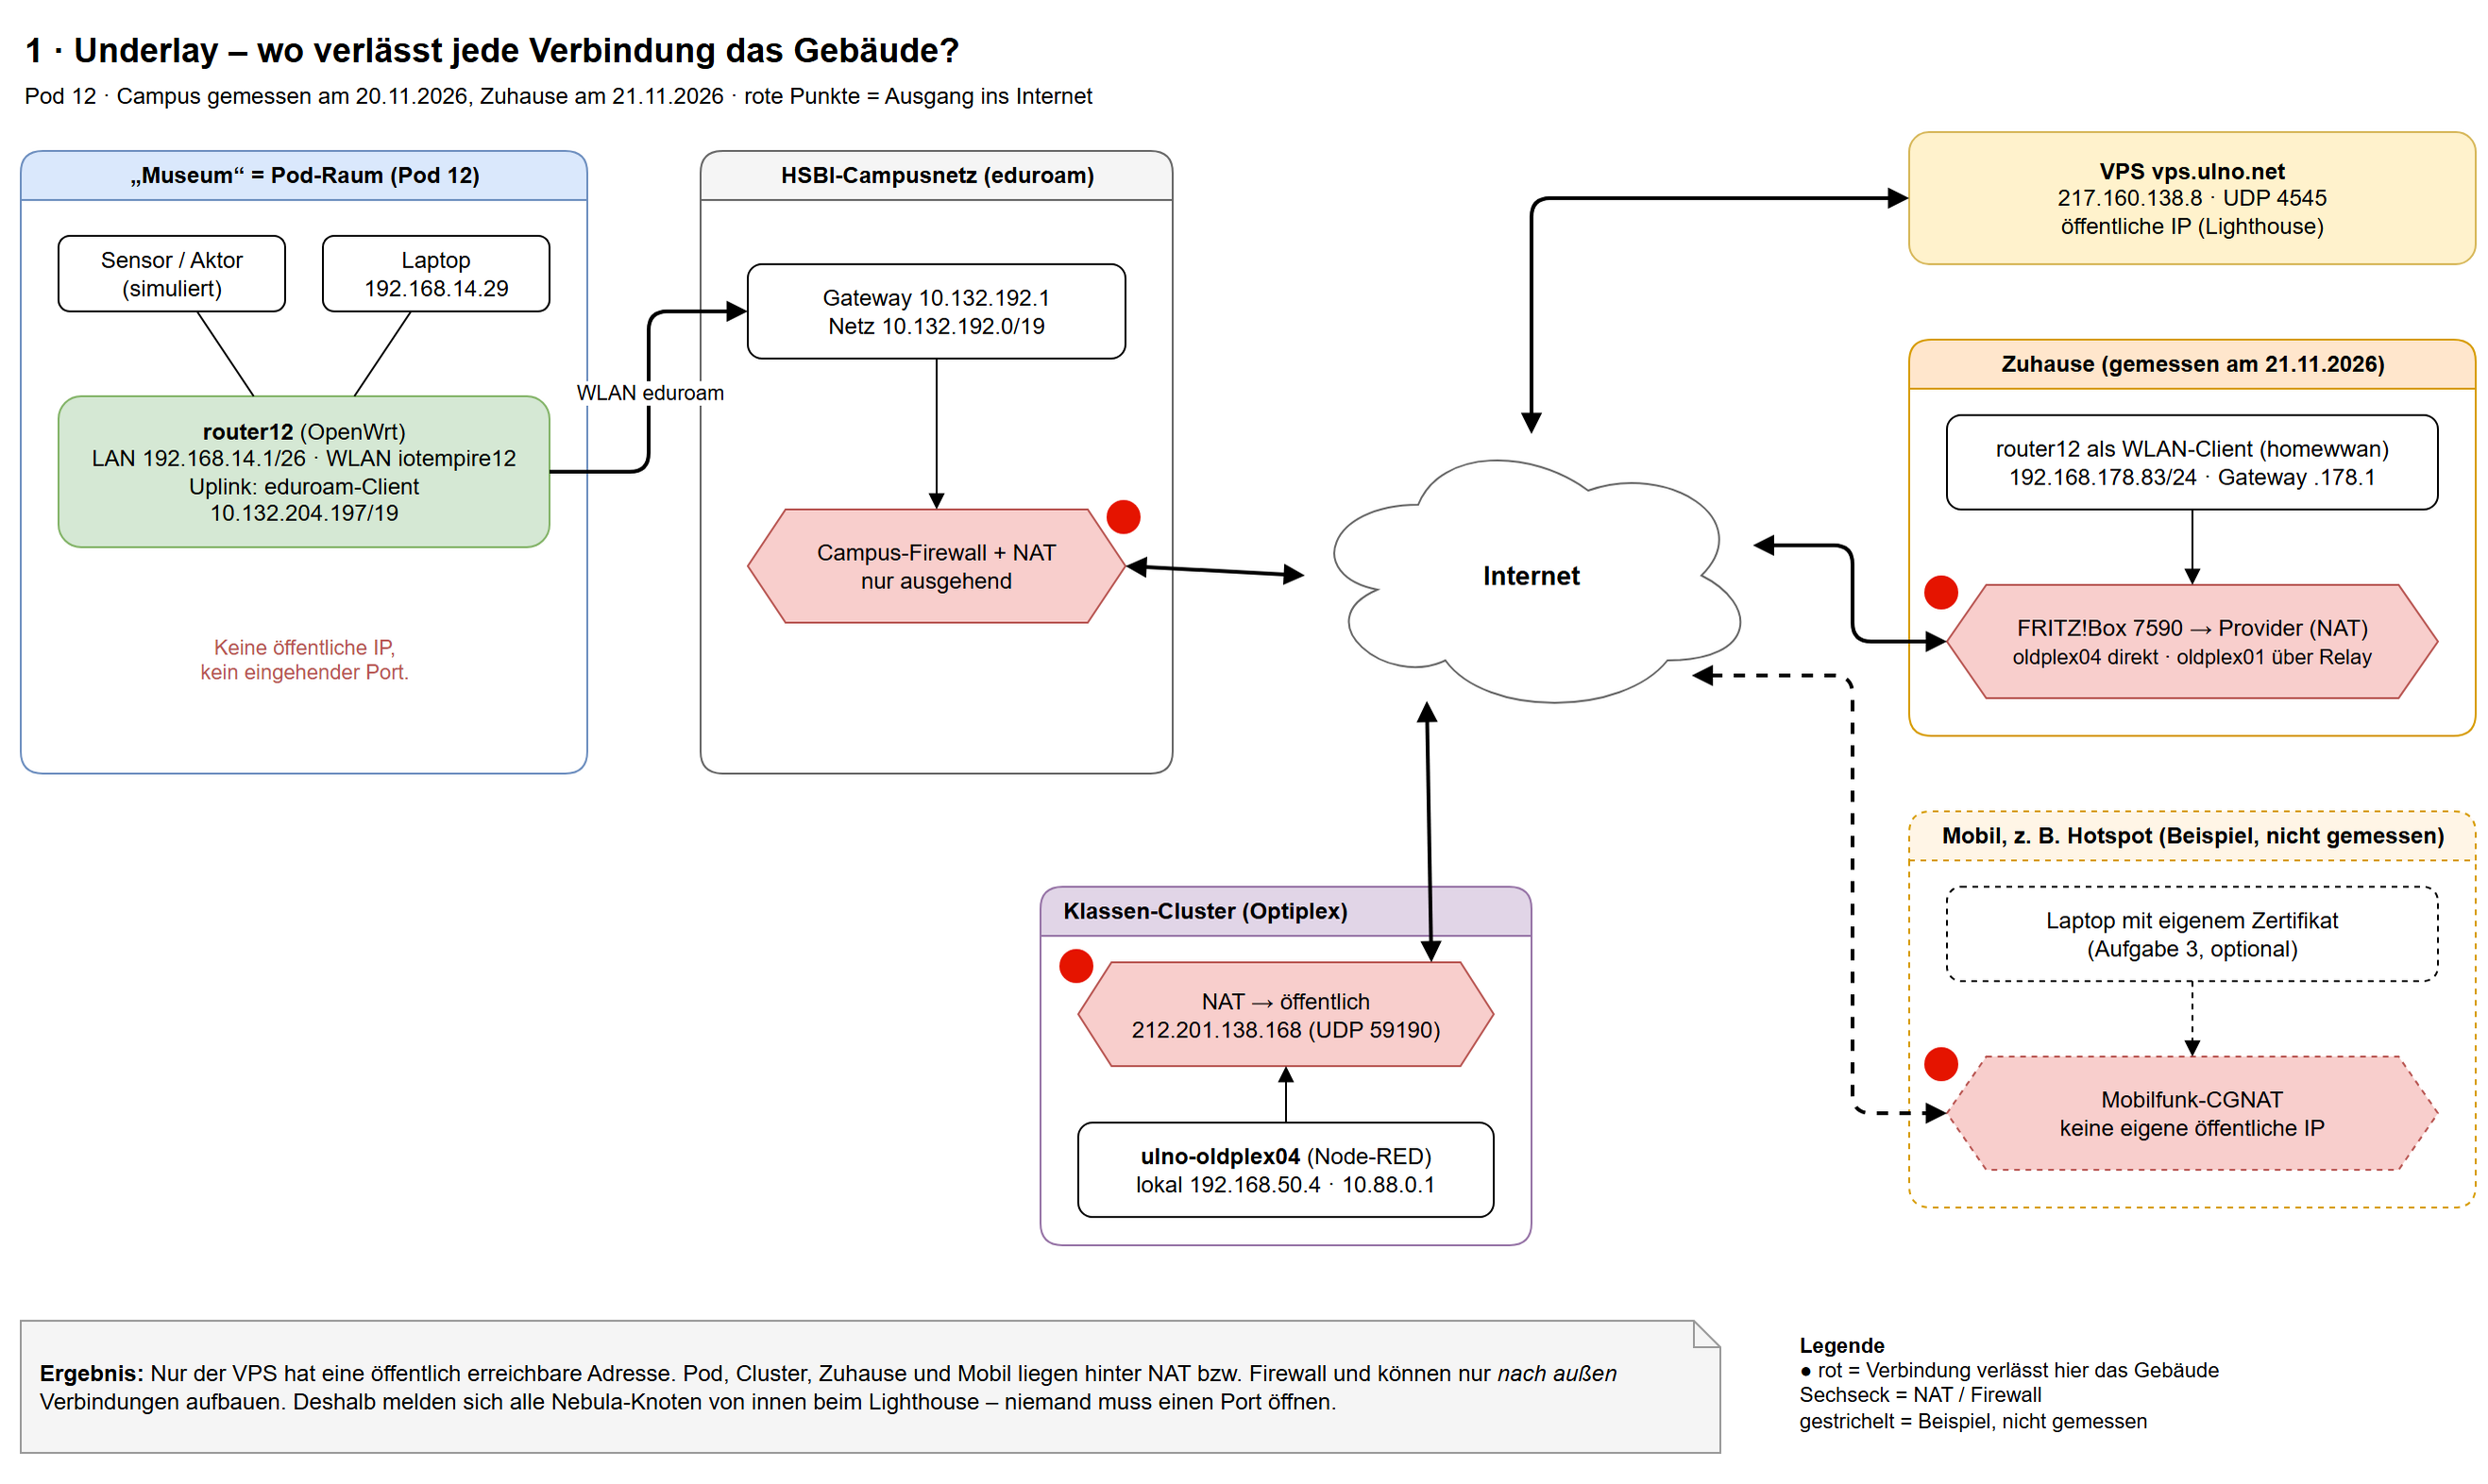 1 · Underlay – wo verlässt jede Verbindung das Gebäude?
Pod 12 · Campus gemessen am 20.11.2026, Zuhause am 21.11.2026 · rote Punkte = Ausgang ins Internet
„Museum“ = Pod-Raum (Pod 12)
Sensor / Aktor
(simuliert)
Laptop
192.168.14.29
router12 (OpenWrt)
LAN 192.168.14.1/26 · WLAN iotempire12
Uplink: eduroam-Client
10.132.204.197/19
Keine öffentliche IP,
kein eingehender Port.
WLAN eduroam
HSBI-Campusnetz (eduroam)
Gateway 10.132.192.1
Netz 10.132.192.0/19
Campus-Firewall + NAT
nur ausgehend
Internet
VPS vps.ulno.net
217.160.138.8 · UDP 4545
öffentliche IP (Lighthouse)
Zuhause (gemessen am 21.11.2026)
router12 als WLAN-Client (homewwan)
192.168.178.83/24 · Gateway .178.1
FRITZ!Box 7590 → Provider (NAT)
oldplex04 direkt · oldplex01 über Relay
Mobil, z. B. Hotspot (Beispiel, nicht gemessen)
Laptop mit eigenem Zertifikat
(Aufgabe 3, optional)
Mobilfunk-CGNAT
keine eigene öffentliche IP
Klassen-Cluster (Optiplex)
NAT → öffentlich
212.201.138.168 (UDP 59190)
ulno-oldplex04 (Node-RED)
lokal 192.168.50.4 · 10.88.0.1
Ergebnis: Nur der VPS hat eine öffentlich erreichbare Adresse. Pod, Cluster, Zuhause und Mobil liegen hinter NAT bzw. Firewall und können nur nach außen
Verbindungen aufbauen. Deshalb melden sich alle Nebula-Knoten von innen beim Lighthouse – niemand muss einen Port öffnen.
Legende
● rot = Verbindung verlässt hier das Gebäude
Sechseck = NAT / Firewall
gestrichelt = Beispiel, nicht gemessen